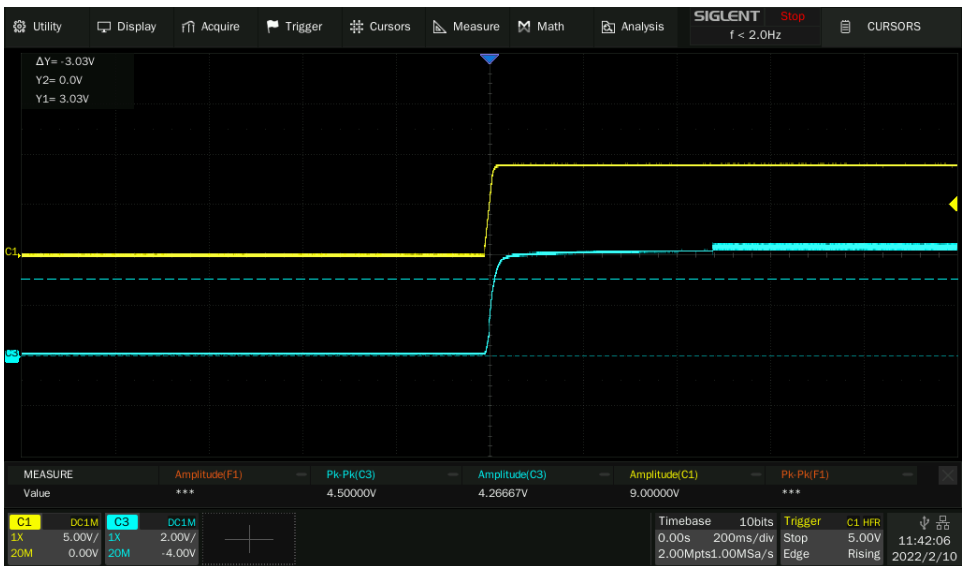 Utility Display Acquire Trigger Cursors Measure Math Analysis SIGLENT Stop CURSORS
f < 2.0Hz
ΔY= -3.03V
Y2= 0.0V
Y1= 3.03V
C1
C3
MEASURE Amplitude(F1) Pk-Pk(C3) Amplitude(C3) Amplitude(C1) Pk-Pk(F1)
Value *** 4.50000V 4.26667V 9.00000V ***
C1 DC1M C3 DC1M Timebase 10bits Trigger C1 HFR
1X 5.00V/ 1X 2.00V/ 0.00s 200ms/div Stop 5.00V 11:42:06
20M 0.00V 20M -4.00V 2.00Mpts1.00MSa/s Edge Rising 2022/2/10